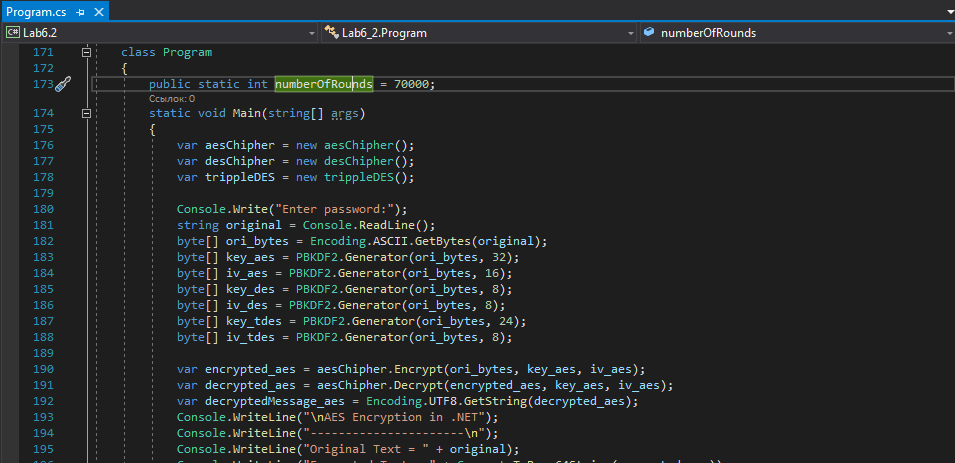 Program.cs
Lab6.2 Lab6_2.Program numberOfRounds
171 class Program
172 {
173 public static int numberOfRounds = 70000;
Ссылок: 0
174 static void Main(string[] args)
175 {
176 var aesChipher = new aesChipher();
177 var desChipher = new desChipher();
178 var trippleDES = new trippleDES();
179
180 Console.Write("Enter password:");
181 string original = Console.ReadLine();
182 byte[] ori_bytes = Encoding.ASCII.GetBytes(original);
183 byte[] key_aes = PBKDF2.Generator(ori_bytes, 32);
184 byte[] iv_aes = PBKDF2.Generator(ori_bytes, 16);
185 byte[] key_des = PBKDF2.Generator(ori_bytes, 8);
186 byte[] iv_des = PBKDF2.Generator(ori_bytes, 8);
187 byte[] key_tdes = PBKDF2.Generator(ori_bytes, 24);
188 byte[] iv_tdes = PBKDF2.Generator(ori_bytes, 8);
189
190 var encrypted_aes = aesChipher.Encrypt(ori_bytes, key_aes, iv_aes);
191 var decrypted_aes = aesChipher.Decrypt(encrypted_aes, key_aes, iv_aes);
192 var decryptedMessage_aes = Encoding.UTF8.GetString(decrypted_aes);
193 Console.WriteLine("\nAES Encryption in .NET");
194 Console.WriteLine("----------------------\n");
195 Console.WriteLine("Original Text = " + original);